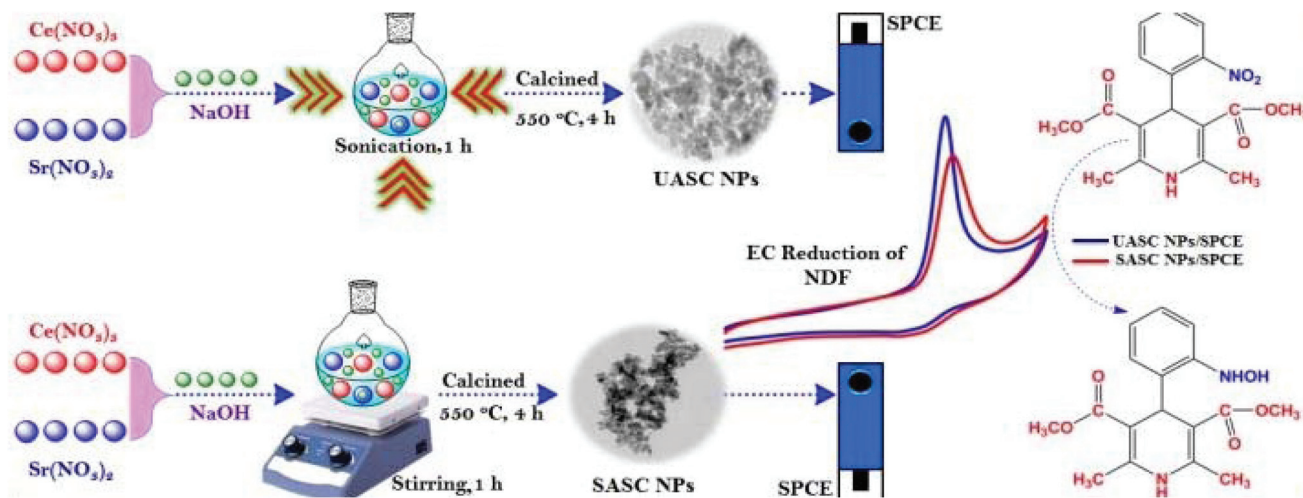 Ce(NO₃)₃
NaOH
Sr(NO₃)₂
Sonication, 1 h
Calcined
550 °C, 4 h
UASC NPs
SPCE
NO₂
H₃CO
C
O
C
OCH
O
H₃C
N
H
CH₃
EC Reduction of
NDF
UASC NPs/SPCE
SASC NPs/SPCE
Ce(NO₃)₃
NaOH
Sr(NO₃)₂
Stirring, 1 h
Calcined
550 °C, 4 h
SASC NPs
SPCE
NHOH
O
C
H₃CO
C
OCH₃
O
H₃C
N
H
CH₃